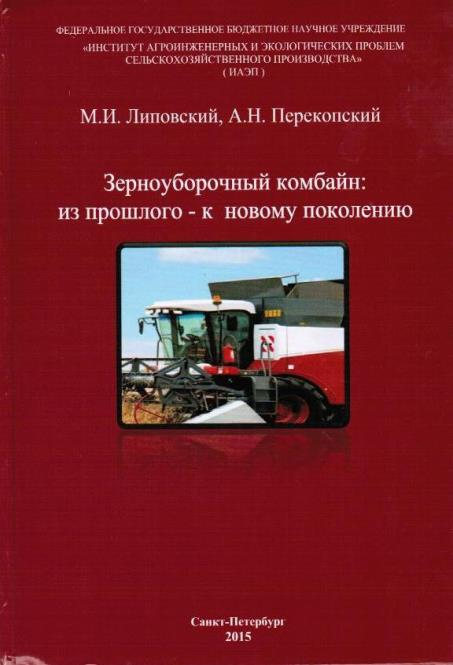 ФЕДЕРАЛЬНОЕ ГОСУДАРСТВЕННОЕ БЮДЖЕТНОЕ НАУЧНОЕ УЧРЕЖДЕНИЕ
«ИНСТИТУТ АГРОИНЖЕНЕРНЫХ И ЭКОЛОГИЧЕСКИХ ПРОБЛЕМ
СЕЛЬСКОХОЗЯЙСТВЕННОГО ПРОИЗВОДСТВА»
( ИАЭП )
М.И. Липовский, А.Н. Перекопский
Зерноуборочный комбайн:
из прошлого - к новому поколению
Санкт-Петербург
2015